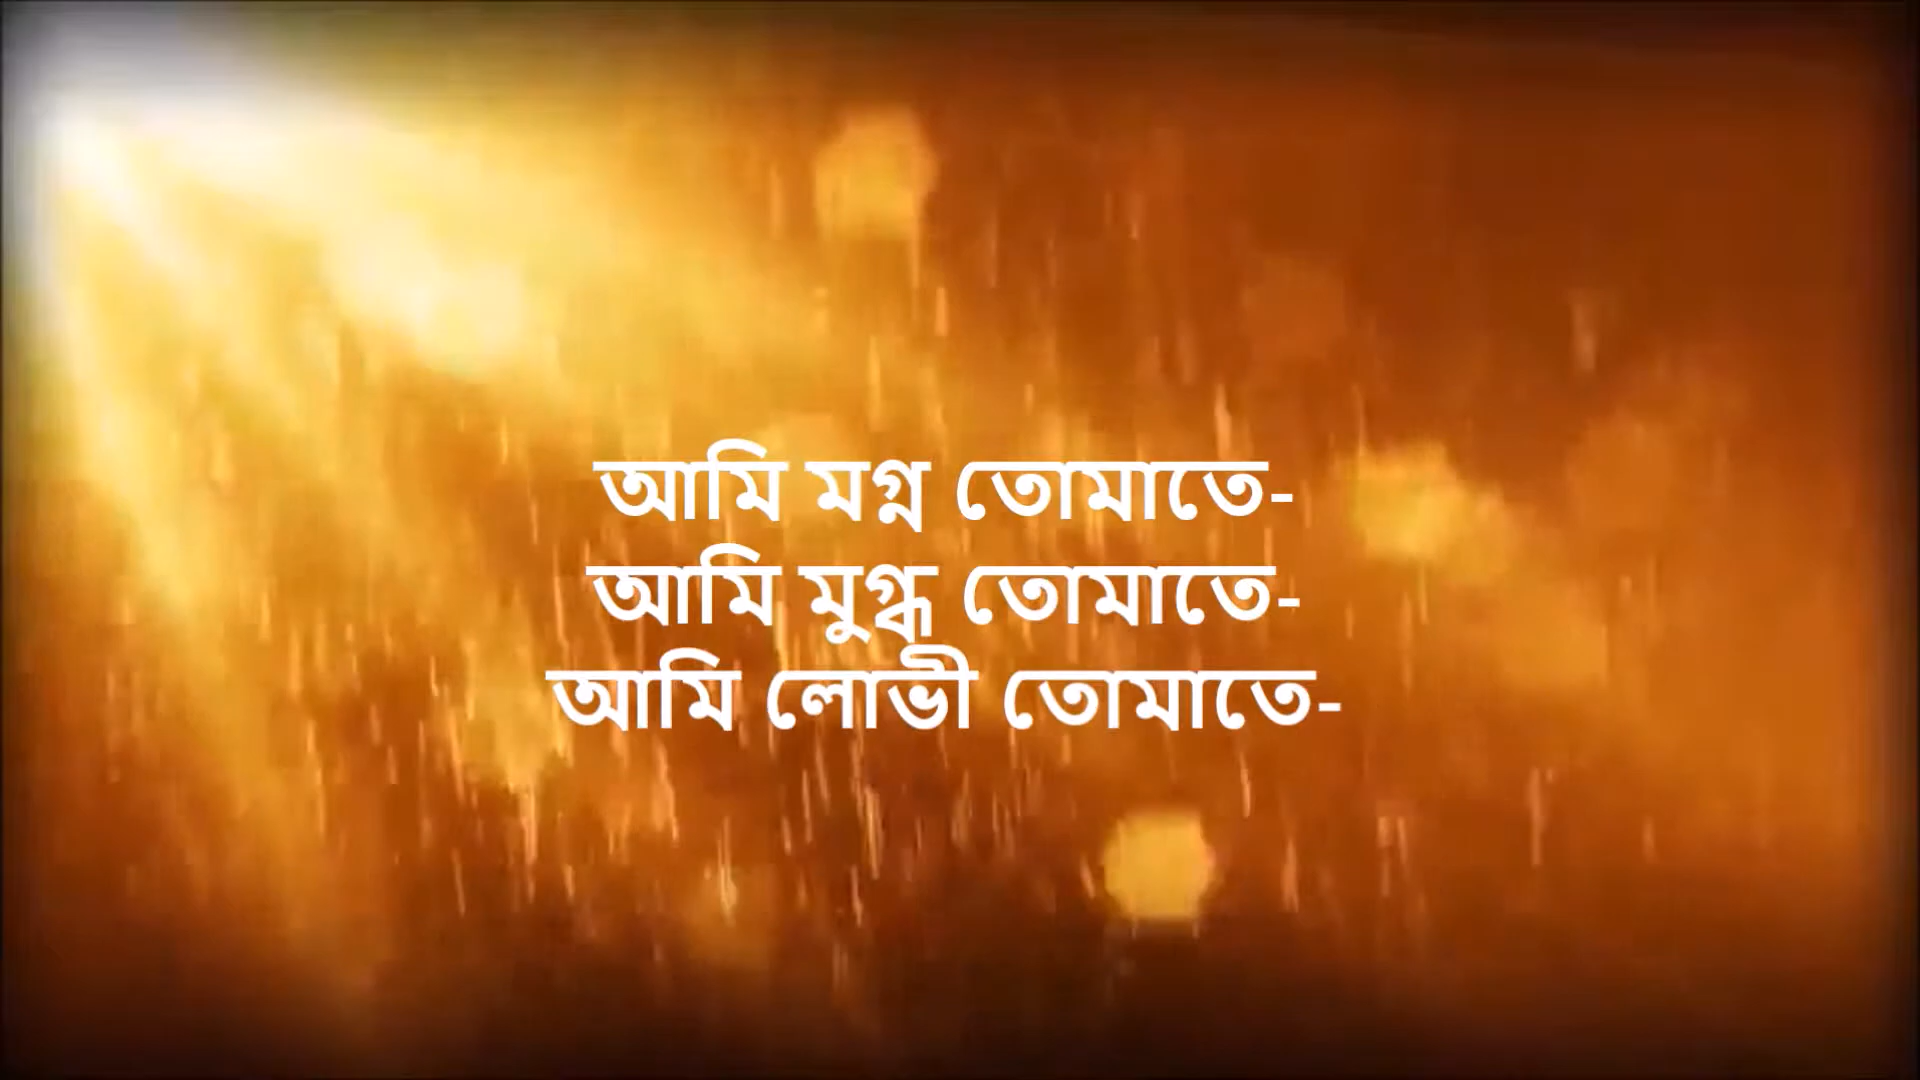 আমি মগ্ন তোমাতে-
আমি মুগ্ধ তোমাতে-
আমি লোভী তোমাতে-